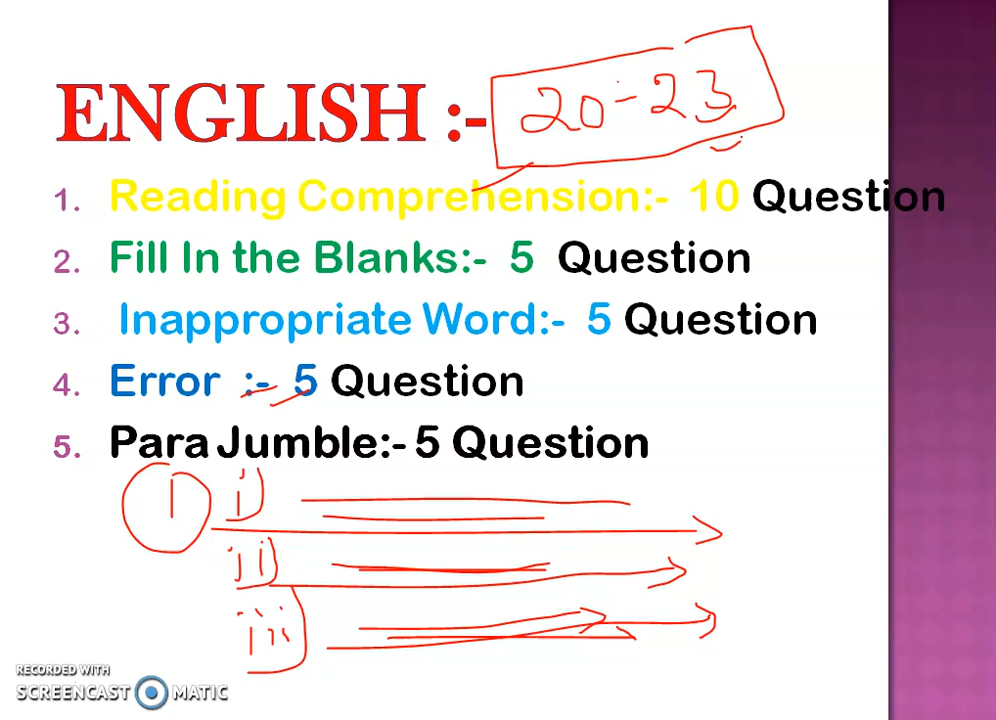 ENGLISH :- 20-23
1. Reading Comprehension:- 10 Question
2. Fill In the Blanks:- 5 Question
3. Inappropriate Word:- 5 Question
4. Error :- 5 Question
5. Para Jumble:- 5 Question
1 i)
ii)
iii)
RECORDED WITH
SCREENCAST MATIC